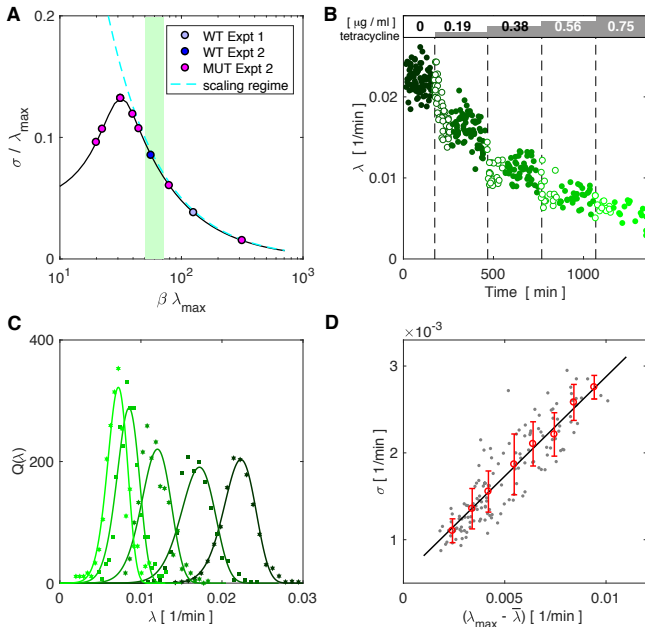 A
0.2
0.1
0
σ / λmax
10¹
10²
10³
β λmax
WT Expt 1
WT Expt 2
MUT Expt 2
scaling regime
B
[ μg / ml ]
tetracycline
0 0.19 0.38 0.56 0.75
0.02
0.01
0
λ [ 1/min ]
0 500 1000
Time [ min ]
C
400
200
0
Q(λ)
0 0.01 0.02 0.03
λ [ 1/min ]
D
×10⁻³
3
2
1
σ [ 1/min ]
0 0.005 0.01
(λmax - λ̄) [ 1/min ]